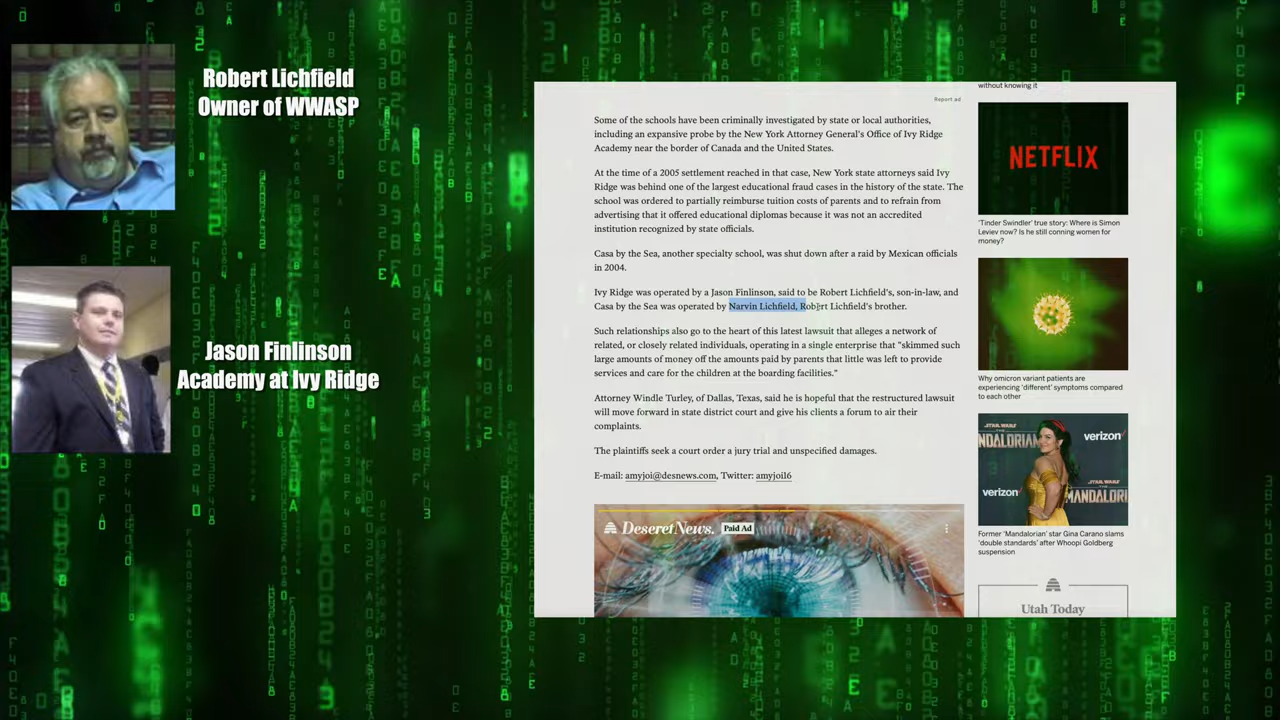 Robert Lichfield
Owner of WWASP
Jason Finlinson
Academy at Ivy Ridge
Report ad
Some of the schools have been criminally investigated by state or local authorities,
including an expansive probe by the New York Attorney General's Office of Ivy Ridge
Academy near the border of Canada and the United States.
At the time of a 2005 settlement reached in that case, New York state attorneys said Ivy
Ridge was behind one of the largest educational fraud cases in the history of the state. The
school was ordered to partially reimburse tuition costs of parents and to refrain from
advertising that it offered educational diplomas because it was not an accredited
institution recognized by state officials.
Casa by the Sea, another specialty school, was shut down after a raid by Mexican officials
in 2004.
Ivy Ridge was operated by a Jason Finlinson, said to be Robert Lichfield's, son-in-law, and
Casa by the Sea was operated by Narvin Lichfield, Robert Lichfield's brother.
Such relationships also go to the heart of this latest lawsuit that alleges a network of
related, or closely related individuals, operating in a single enterprise that "skimmed such
large amounts of money off the amounts paid by parents that little was left to provide
services and care for the children at the boarding facilities."
Attorney Windle Turley, of Dallas, Texas, said he is hopeful that the restructured lawsuit
will move forward in state district court and give his clients a forum to air their
complaints.
The plaintiffs seek a court order a jury trial and unspecified damages.
E-mail: amyjoi@desnews.com, Twitter: amyjoi16
Deseret News. Paid Ad
without knowing it
NETFLIX
'Tinder Swindler' true story: Where is Simon
Leviev now? Is he still conning women for
money?
Why omicron variant patients are
experiencing 'different' symptoms compared
to each other
STAR WARS
THE
MANDALORIAN
verizon
verizon
STAR WARS
THE
MANDALORI
Former 'Mandalorian' star Gina Carano slams
'double standards' after Whoopi Goldberg
suspension
Utah Today